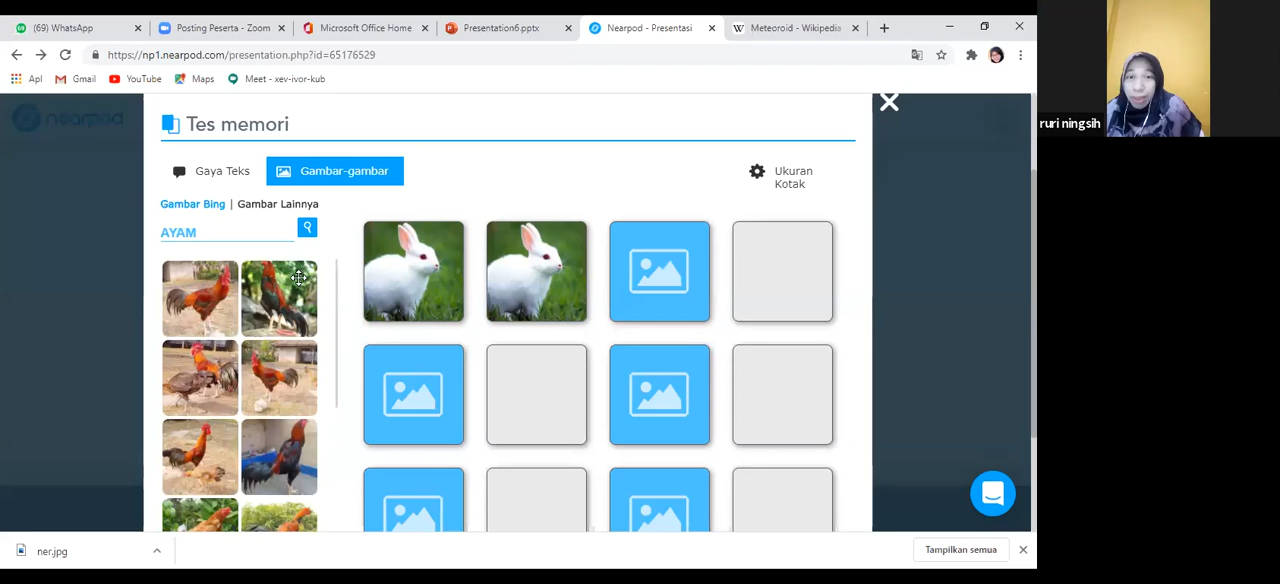 (69) WhatsApp
Posting Peserta - Zoom
Microsoft Office Home
Presentation6.pptx
Nearpod - Presentasi
Meteoroid - Wikipedia
https://np1.nearpod.com/presentation.php?id=65176529
Apl
Gmail
YouTube
Maps
Meet - xev-ivor-kub
nearpod
ruri ningsih
Tes memori
Gaya Teks
Gambar-gambar
Ukuran
Kotak
Gambar Bing | Gambar Lainnya
AYAM
ner.jpg
Tampilkan semua